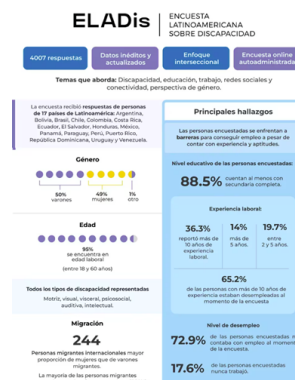 ELADis
ENCUESTA
LATINOAMERICANA
SOBRE DISCAPACIDAD
4007 respuestas
Datos inéditos y
actualizados
Enfoque
interseccional
Encuesta online
autoadministrada
Temas que aborda: Discapacidad, educación, trabajo, redes sociales y
conectividad, perspectiva de género.
La encuesta recibió respuestas de personas
de 17 países de Latinoamérica: Argentina,
Bolivia, Brasil, Chile, Colombia, Costa Rica,
Ecuador, El Salvador, Honduras, México,
Panamá, Paraguay, Perú, Puerto Rico,
República Dominicana, Uruguay y Venezuela.
Género
50%
varones
49%
mujeres
1%
otro
Edad
95%
se encuentra en
edad laboral
(entre 18 y 60 años)
Todos los tipos de discapacidad representadas
Motriz, visual, visceral, psicosocial,
auditiva, intelectual.
Migración
244
Personas migrantes internacionales mayor
proporción de mujeres que de varones
migrantes.
La mayoría de las personas migrantes
Principales hallazgos
Las personas encuestadas se enfrentan a
barreras para conseguir empleo a pesar de
contar con experiencia y aptitudes.
Nivel educativo de las personas encuestadas:
88.5%
cuentan al menos con
secundaria completa.
Experiencia laboral:
36.3%
reportó más de
10 años de
experiencia
laboral.
14%
más de
5 años.
19.7%
entre
2 y 5 años.
65.2%
de las personas con más de 10 años de
experiencia estaban desempleadas al
momento de la encuesta
Nivel de desempleo
72.9%
de las personas encuestadas no
contaba con empleo al momento
de la encuesta.
17.6%
de las personas encuestadas
nunca trabajó.